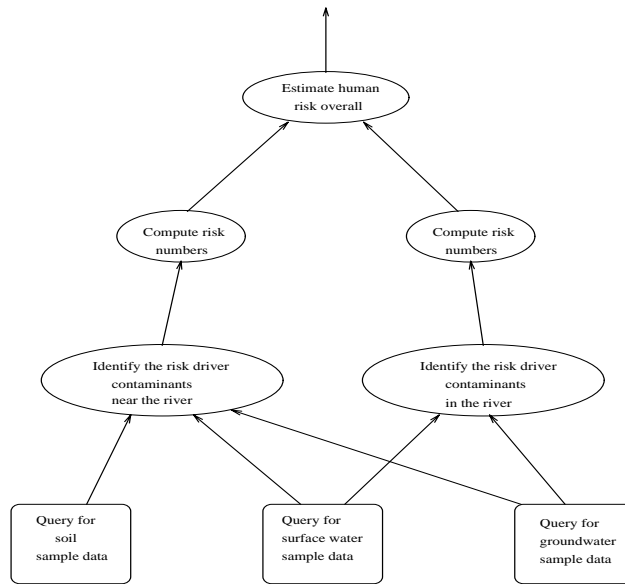 Estimate human
risk overall
Compute risk
numbers
Compute risk
numbers
Identify the risk driver
contaminants
near the river
Identify the risk driver
contaminants
in the river
Query for
soil
sample data
Query for
surface water
sample data
Query for
groundwater
sample data